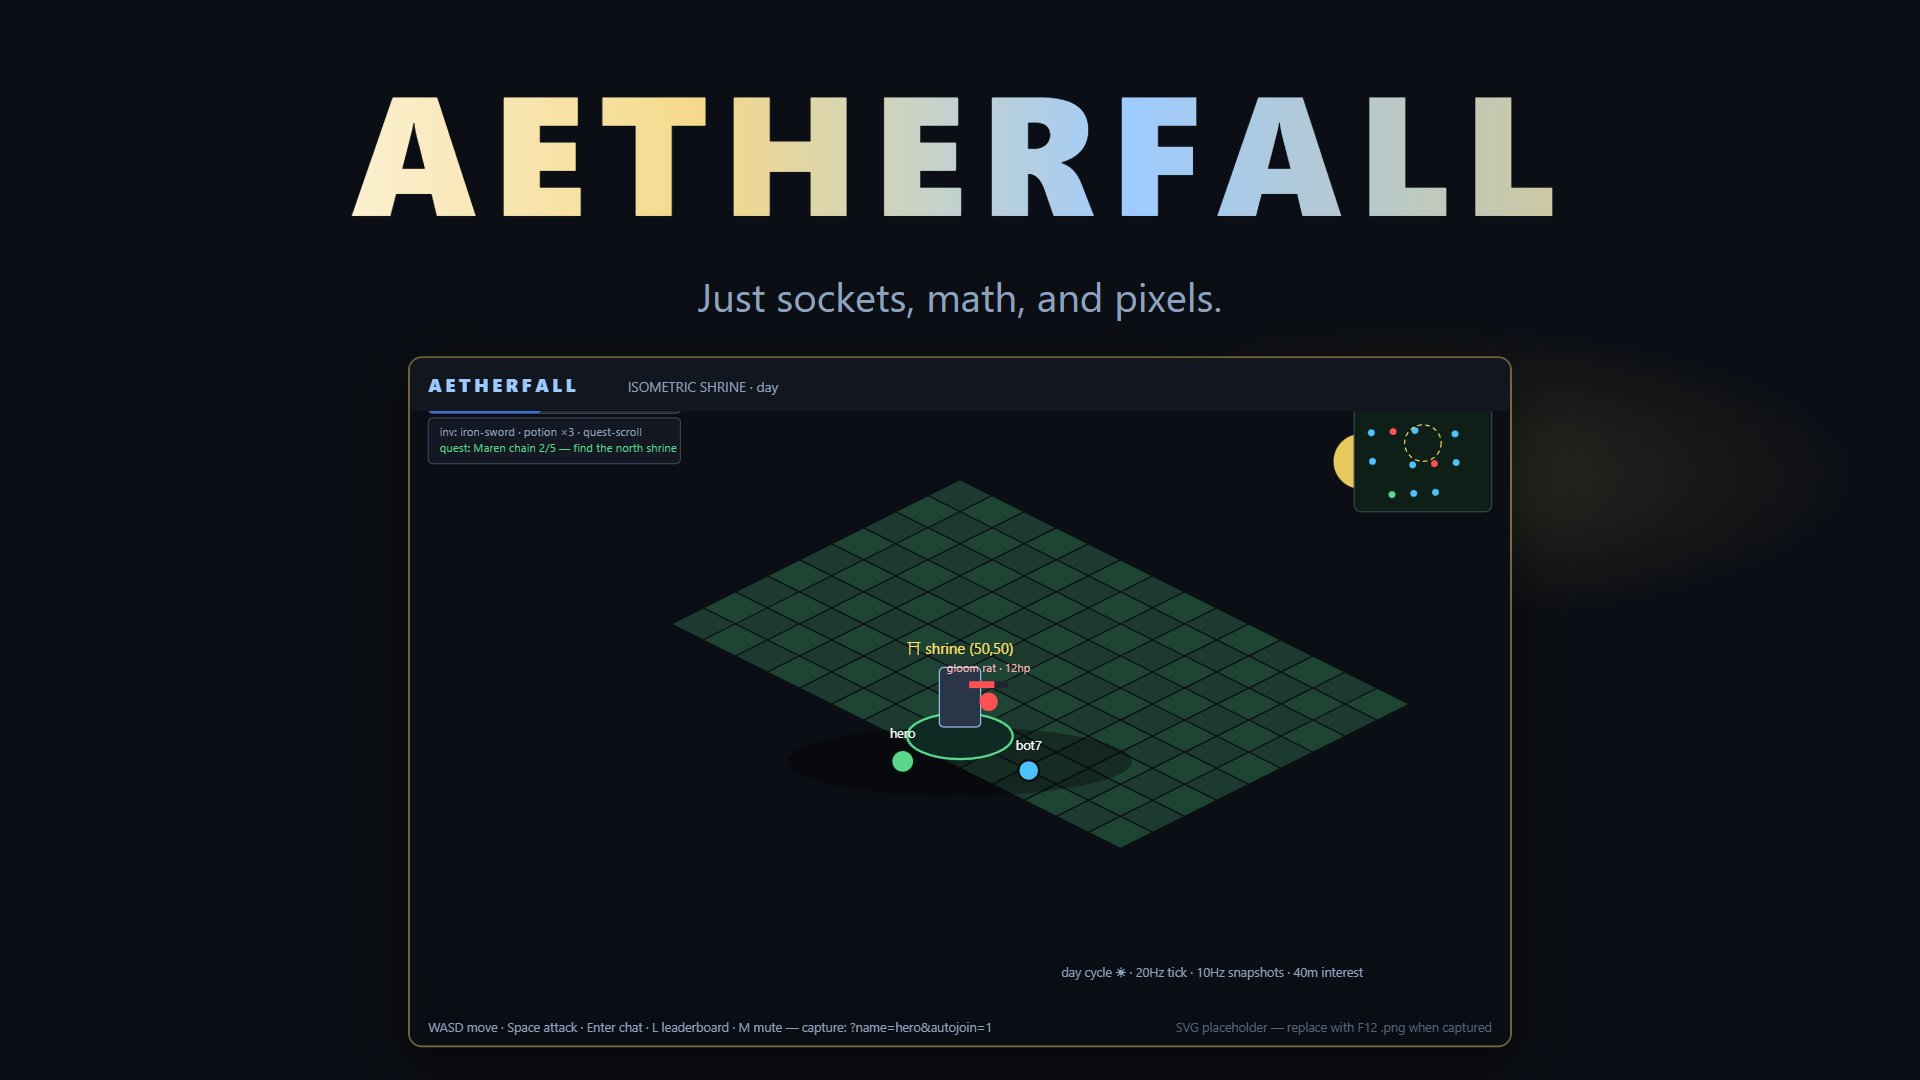 AETHERFALL
Just sockets, math, and pixels.
AETHERFALL
ISOMETRIC SHRINE · day
inv: iron-sword · potion ×3 · quest-scroll
quest: Maren chain 2/5 — find the north shrine
⛩ shrine (50,50)
gloom rat · 12hp
hero
bot7
day cycle ☀ · 20Hz tick · 10Hz snapshots · 40m interest
WASD move · Space attack · Enter chat · L leaderboard · M mute — capture: ?name=hero&autojoin=1
SVG placeholder — replace with F12 .png when captured